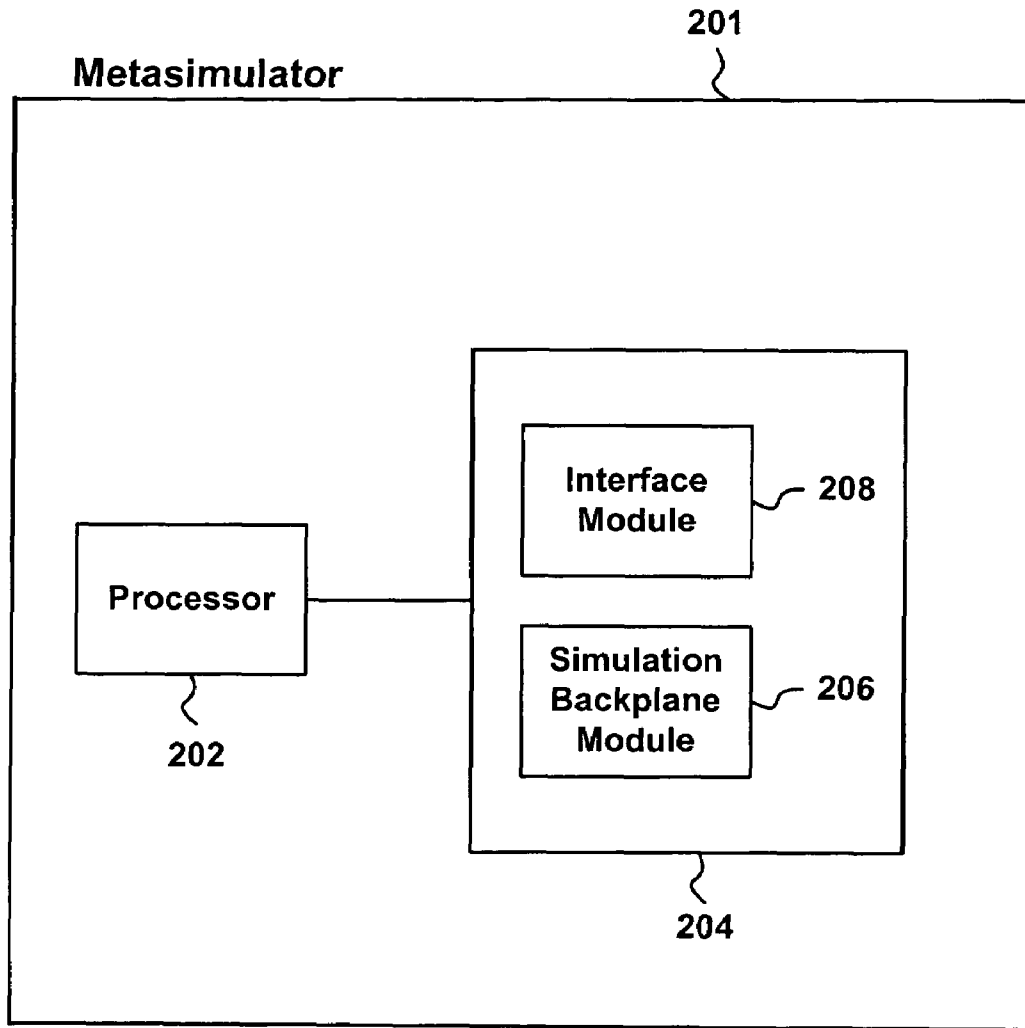 201
Metasimulator
Interface
Module
208
Processor
202
Simulation
Backplane
Module
206
204